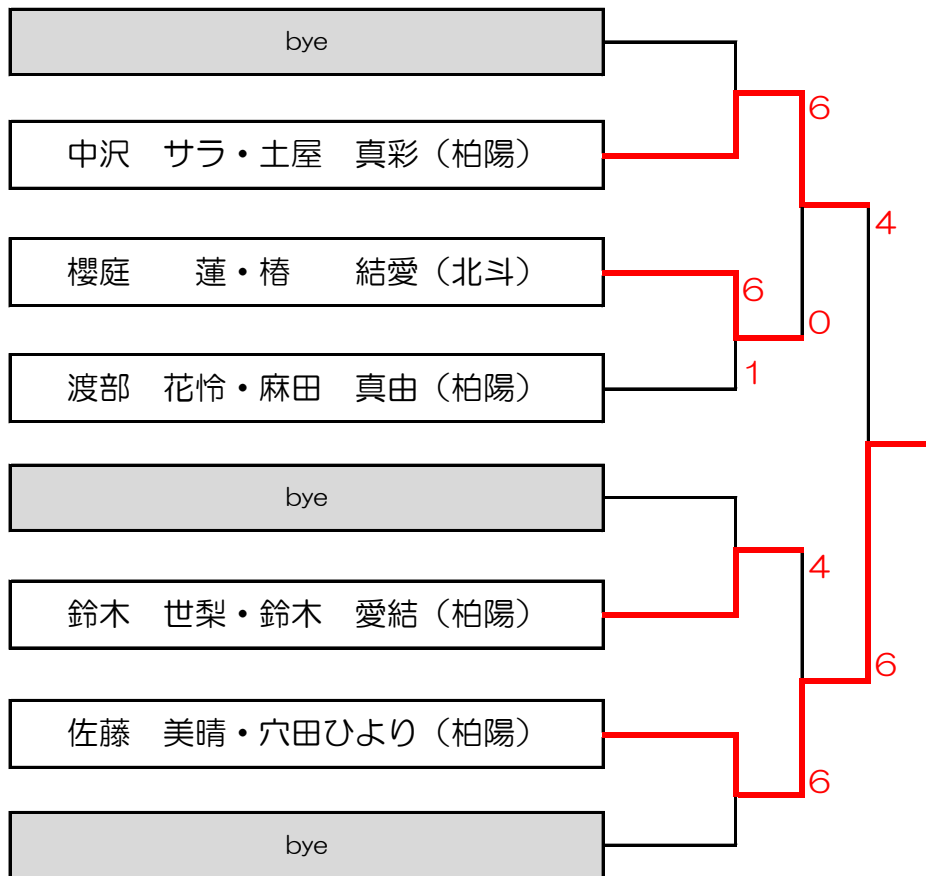 bye
6
中沢　サラ・土屋　真彩（柏陽）
4
櫻庭　　蓮・椿　　結愛（北斗）
6
0
1
渡部　花怜・麻田　真由（柏陽）
bye
4
鈴木　世梨・鈴木　愛結（柏陽）
6
佐藤　美晴・穴田ひより（柏陽）
6
bye